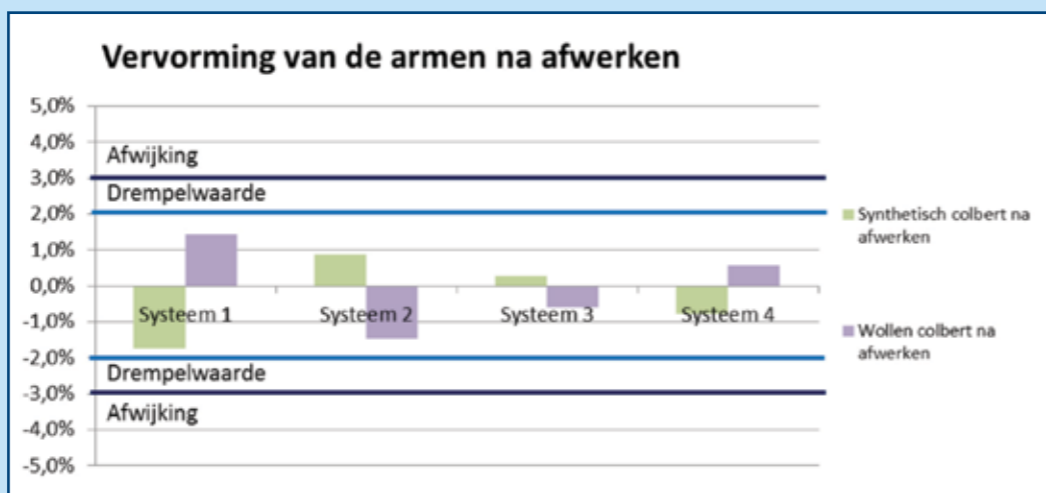 Vervorming van de armen na afwerken
5,0%
4,0%
Afwijking
3,0%
Drempelwaarde
2,0%
1,0%
0,0%
Systeem 1
Systeem 2
Systeem 3
Systeem 4
-1,0%
-2,0%
Drempelwaarde
-3,0%
Afwijking
-4,0%
-5,0%
Synthetisch colbert na
afwerken
Wollen colbert na
afwerken